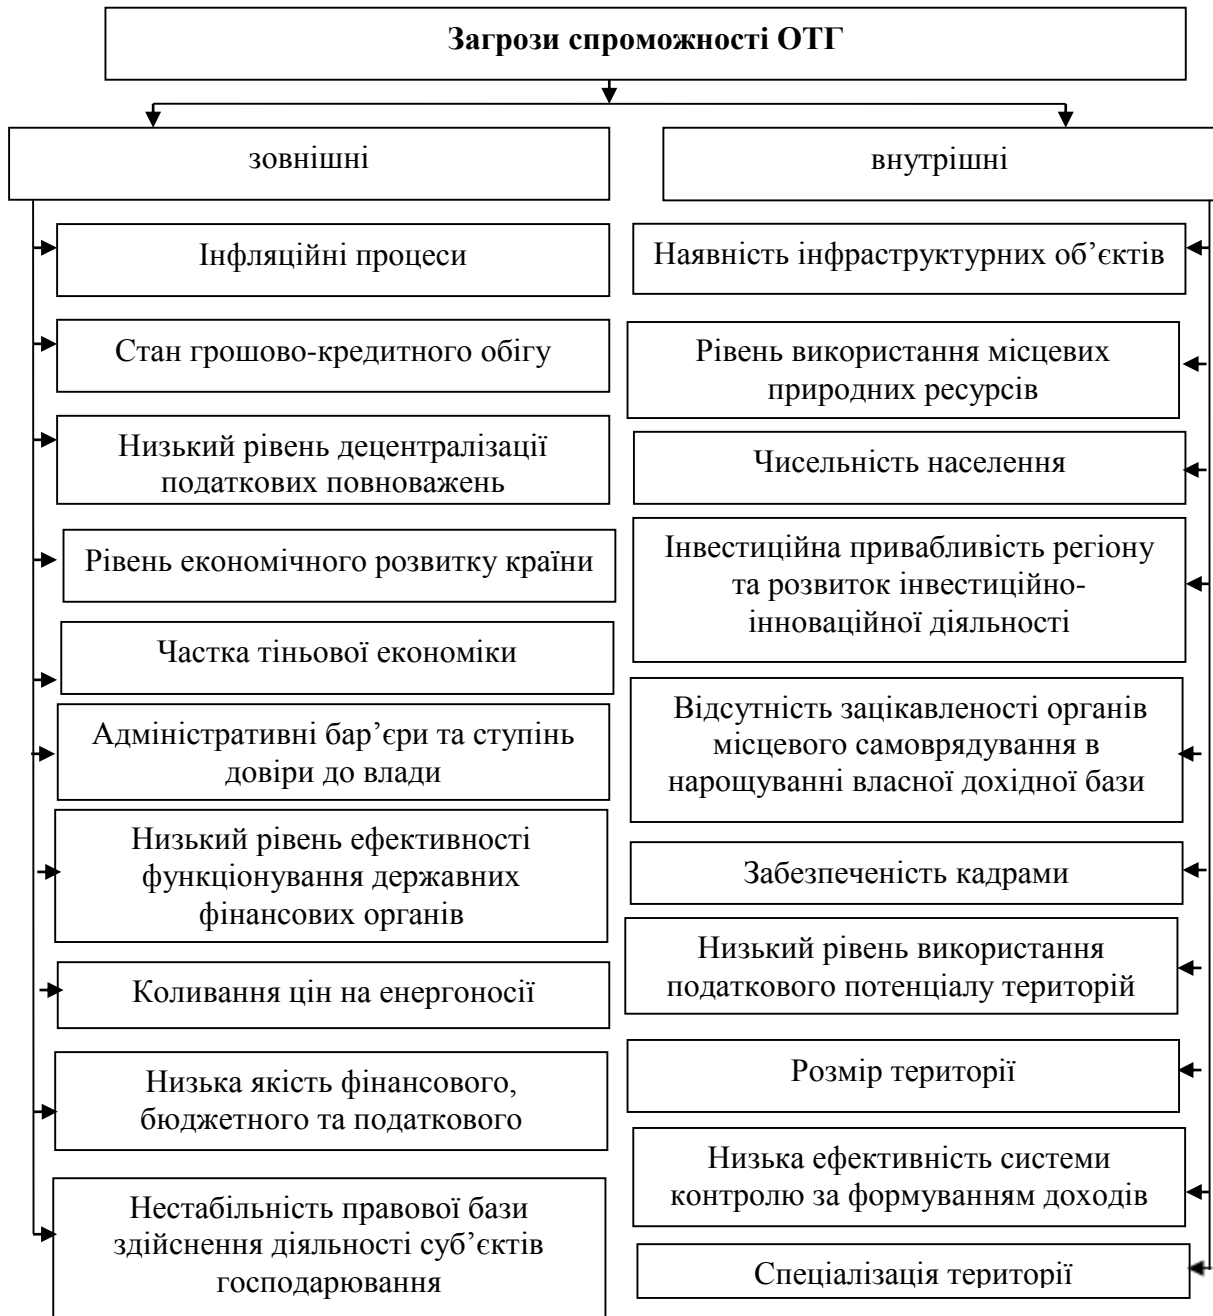 Загрози спроможності ОТГ
зовнішні
Інфляційні процеси
Стан грошово-кредитного обігу
Низький рівень децентралізації
податкових повноважень
Рівень економічного розвитку країни
Частка тіньової економіки
Адміністративні бар’єри та ступінь
довіри до влади
Низький рівень ефективності
функціонування державних
фінансових органів
Коливання цін на енергоносії
Низька якість фінансового,
бюджетного та податкового
Нестабільність правової бази
здійснення діяльності суб’єктів
господарювання
внутрішні
Наявність інфраструктурних об’єктів
Рівень використання місцевих
природних ресурсів
Чисельність населення
Інвестиційна привабливість регіону
та розвиток інвестиційно-
інноваційної діяльності
Відсутність зацікавленості органів
місцевого самоврядування в
нарощуванні власної дохідної бази
Забезпеченість кадрами
Низький рівень використання
податкового потенціалу територій
Розмір території
Низька ефективність системи
контролю за формуванням доходів
Спеціалізація території